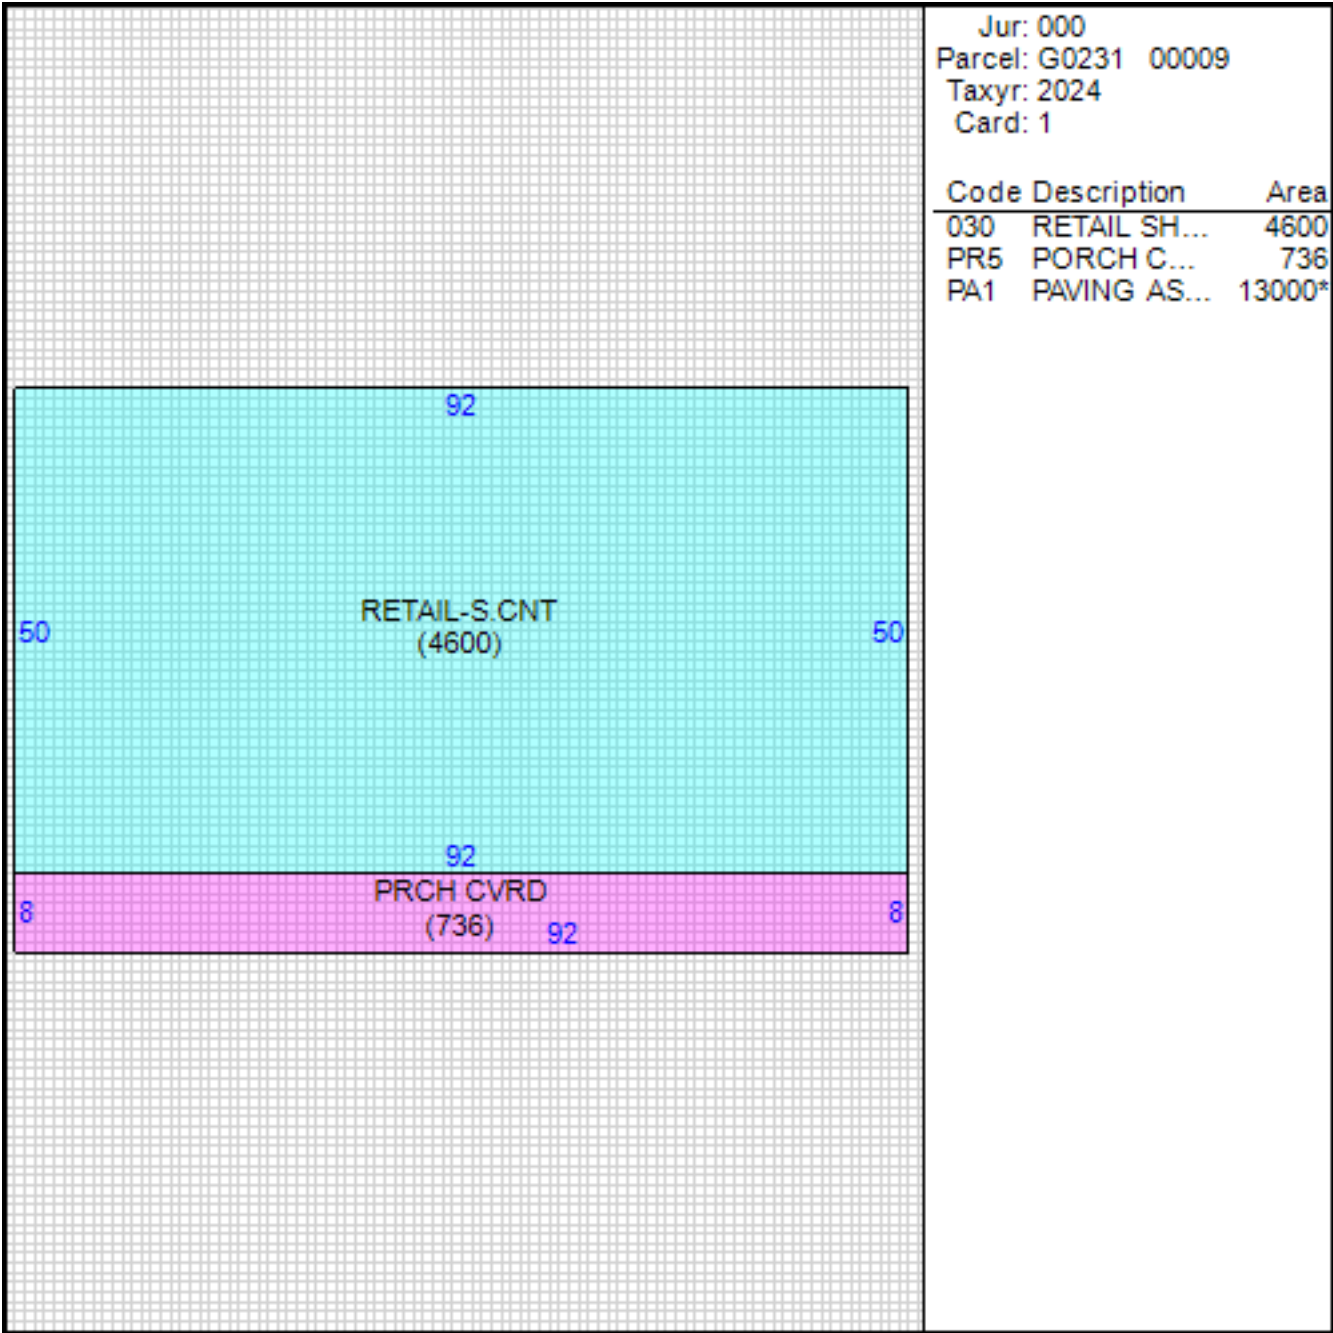 Jur: 000
Parcel: G0231 00009
Taxyr: 2024
Card: 1
Code Description Area
030 RETAIL SH... 4600
PR5 PORCH C... 736
PA1 PAVING AS... 13000*
92
RETAIL-S.CNT
(4600)
50 50
92
PRCH CVRD
8 8
(736) 92